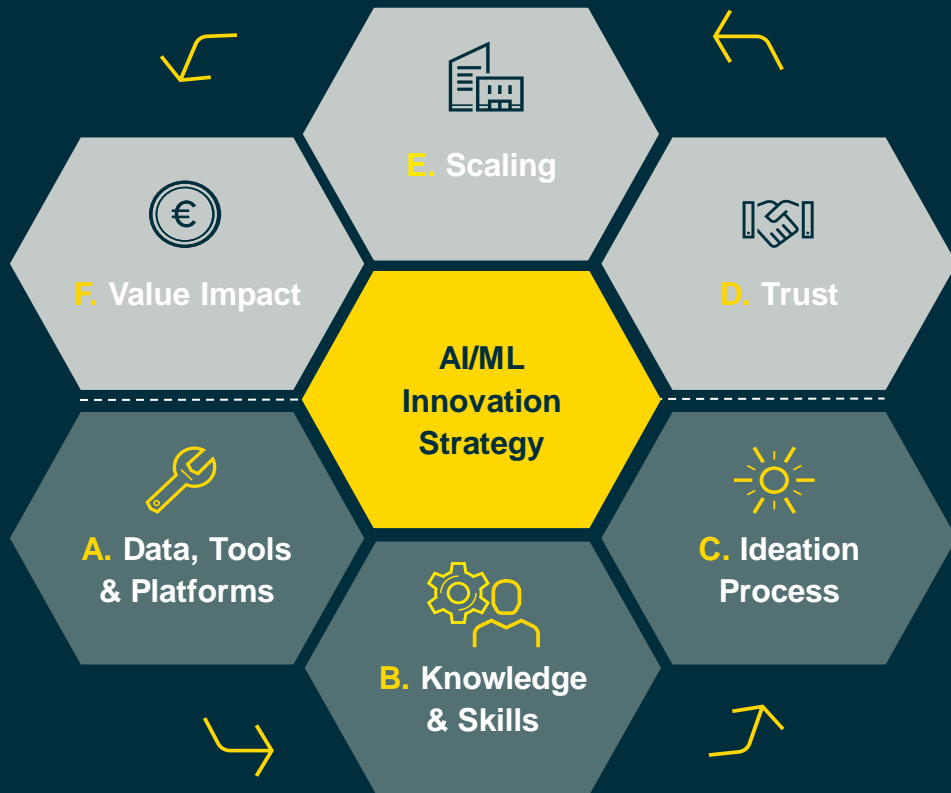 E. Scaling
F. Value Impact
D. Trust
AI/ML
Innovation
Strategy
A. Data, Tools
& Platforms
C. Ideation
Process
B. Knowledge
& Skills
€